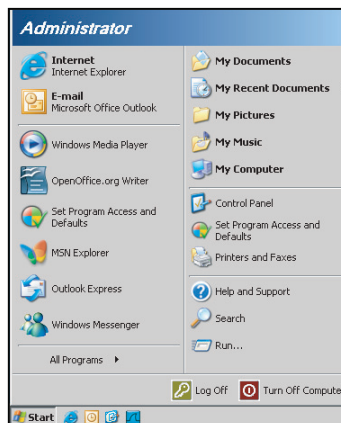 Administrator
Internet
Internet Explorer
E-mail
Microsoft Office Outlook
Windows Media Player
OpenOffice.org Writer
Set Program Access and
Defaults
MSN Explorer
Outlook Express
Windows Messenger
All Programs
My Documents
My Recent Documents
My Pictures
My Music
My Computer
Control Panel
Set Program Access and
Defaults
Printers and Faxes
Help and Support
Search
Run...
Log Off
Turn Off Compute
Start